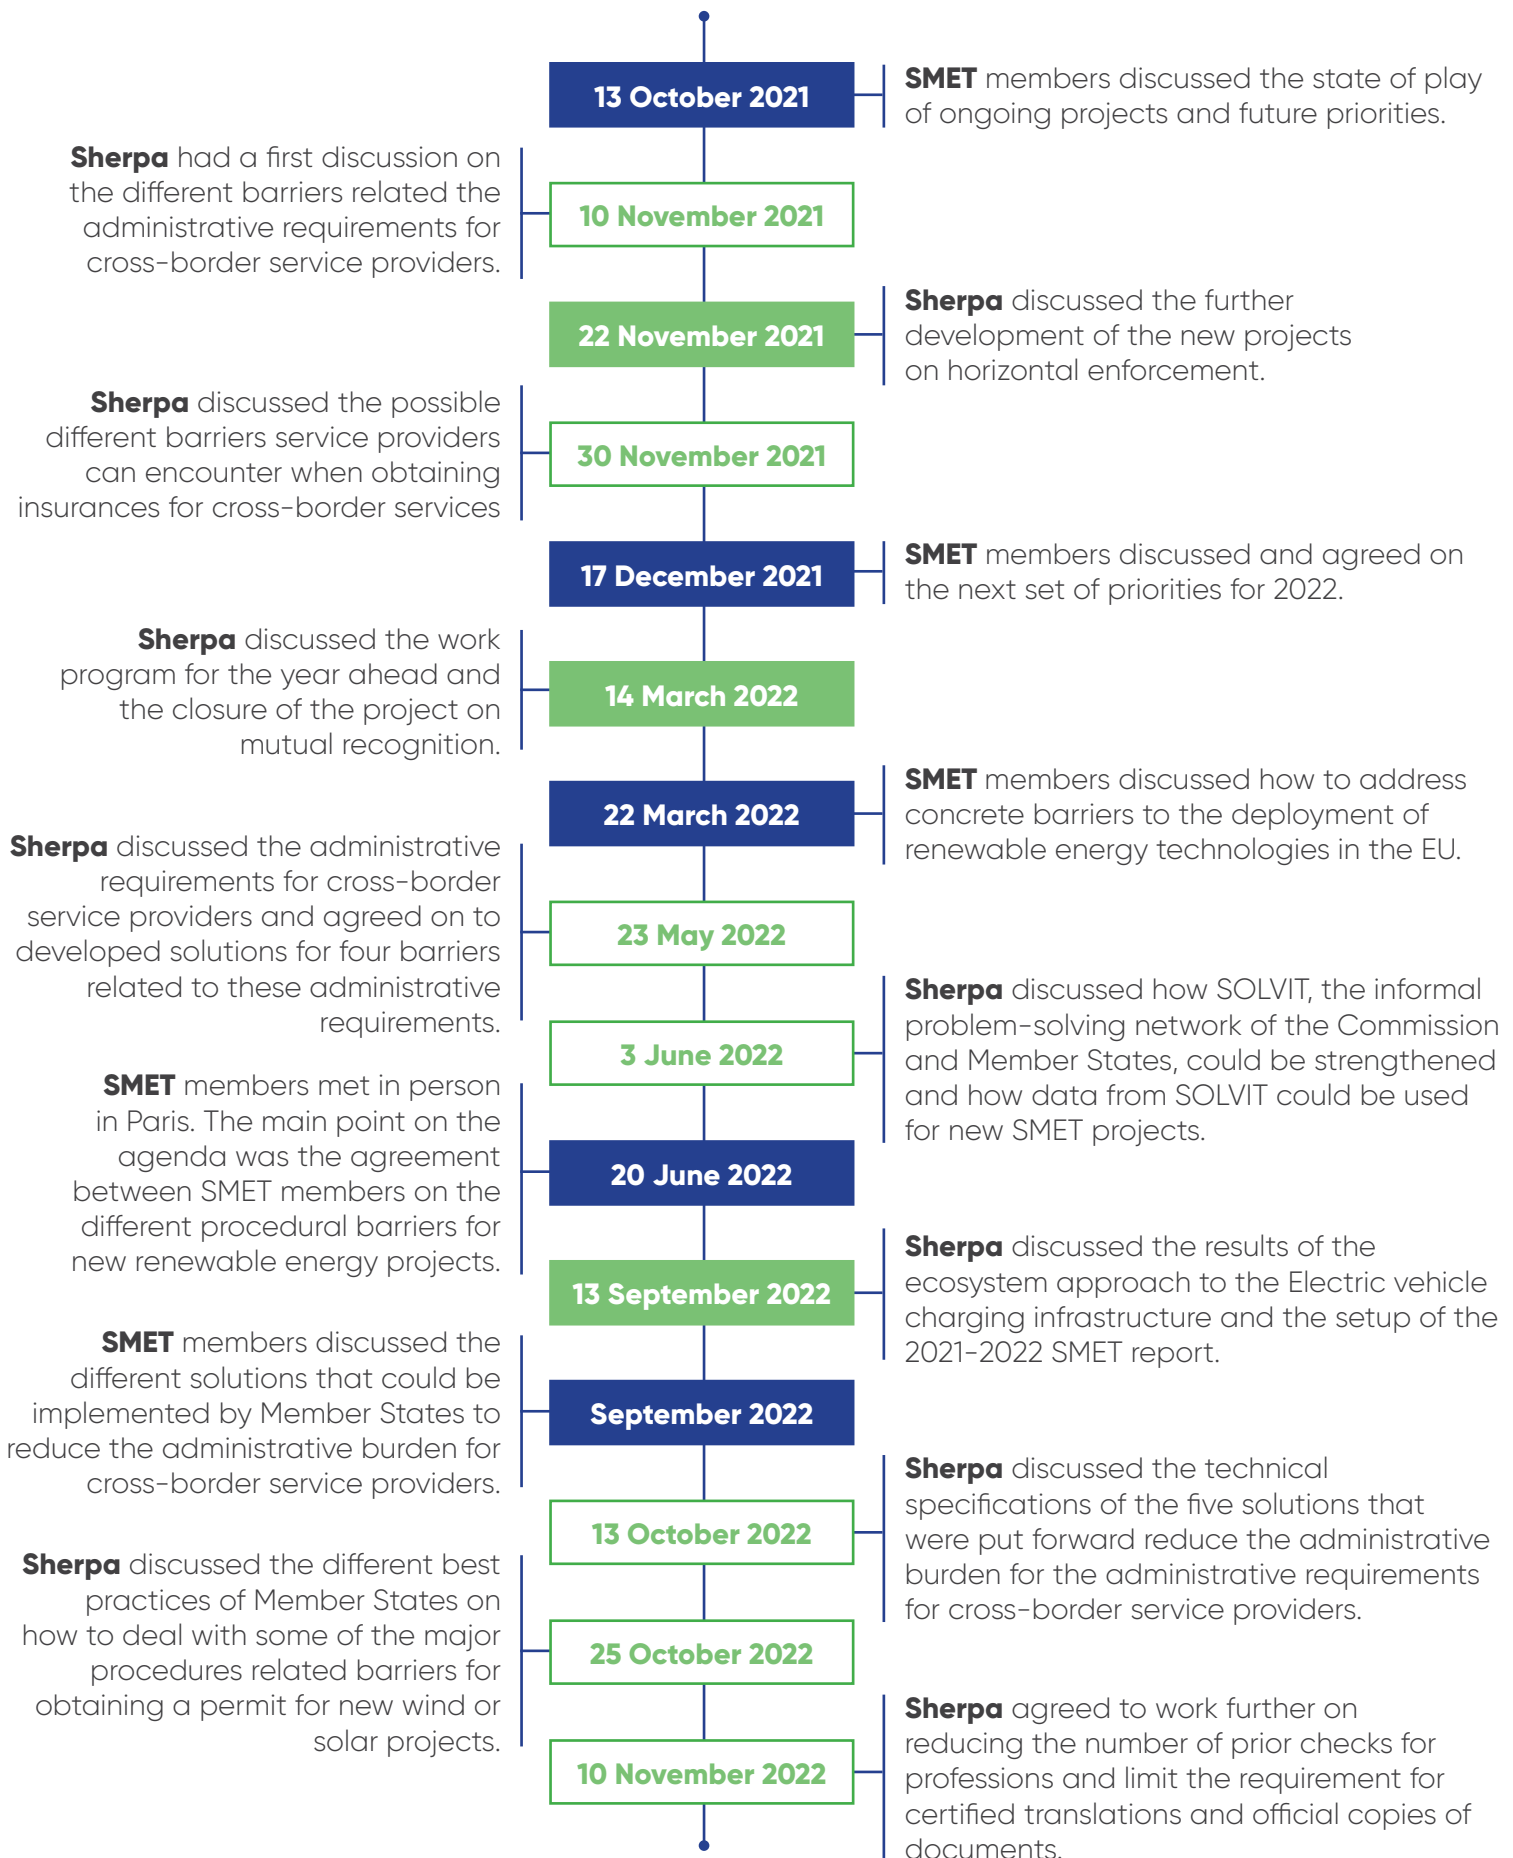 13 October 2021
SMET members discussed the state of play
of ongoing projects and future priorities.
Sherpa had a first discussion on
the different barriers related the
administrative requirements for
cross-border service providers.
10 November 2021
22 November 2021
Sherpa discussed the further
development of the new projects
on horizontal enforcement.
Sherpa discussed the possible
different barriers service providers
can encounter when obtaining
insurances for cross-border services
30 November 2021
17 December 2021
SMET members discussed and agreed on
the next set of priorities for 2022.
Sherpa discussed the work
program for the year ahead and
the closure of the project on
mutual recognition.
14 March 2022
22 March 2022
SMET members discussed how to address
concrete barriers to the deployment of
renewable energy technologies in the EU.
Sherpa discussed the administrative
requirements for cross-border
service providers and agreed on to
developed solutions for four barriers
related to these administrative
requirements.
23 May 2022
3 June 2022
Sherpa discussed how SOLVIT, the informal
problem-solving network of the Commission
and Member States, could be strengthened
and how data from SOLVIT could be used
for new SMET projects.
SMET members met in person
in Paris. The main point on the
agenda was the agreement
between SMET members on the
different procedural barriers for
new renewable energy projects.
20 June 2022
13 September 2022
Sherpa discussed the results of the
ecosystem approach to the Electric vehicle
charging infrastructure and the setup of the
2021-2022 SMET report.
SMET members discussed the
different solutions that could be
implemented by Member States to
reduce the administrative burden for
cross-border service providers.
September 2022
13 October 2022
Sherpa discussed the technical
specifications of the five solutions that
were put forward reduce the administrative
burden for the administrative requirements
for cross-border service providers.
Sherpa discussed the different best
practices of Member States on
how to deal with some of the major
procedures related barriers for
obtaining a permit for new wind or
solar projects.
25 October 2022
10 November 2022
Sherpa agreed to work further on
reducing the number of prior checks for
professions and limit the requirement for
certified translations and official copies of
documents.